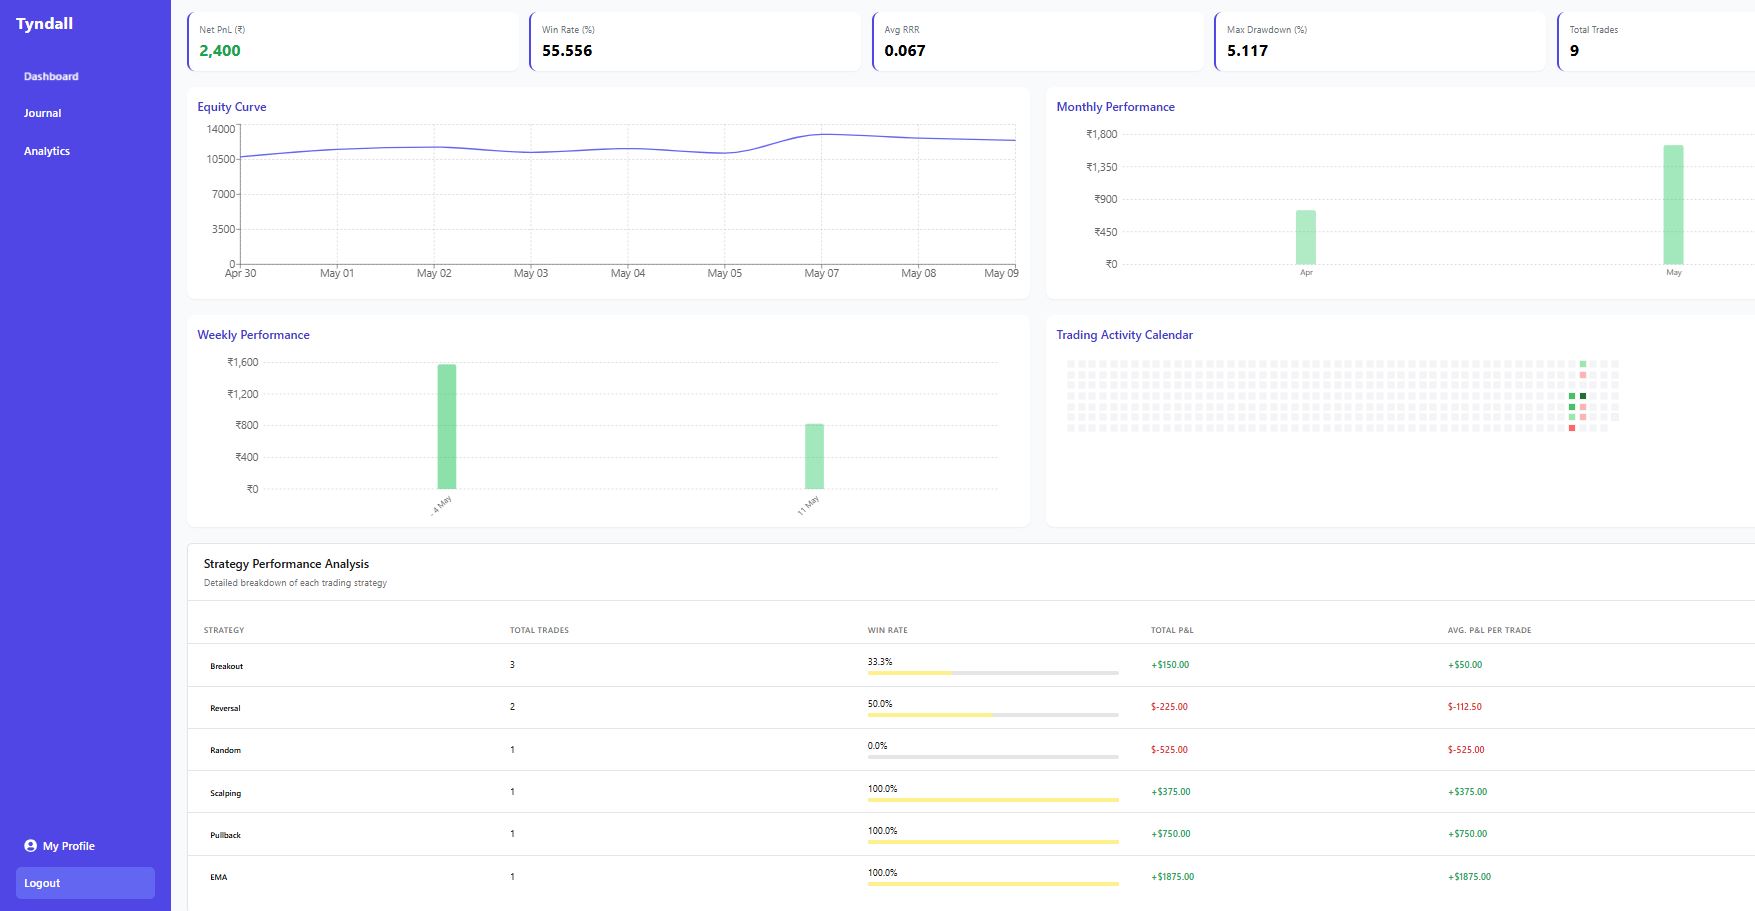 Tyndall
Dashboard
Journal
Analytics
My Profile
Logout
Net PnL (₹)
2,400
Win Rate (%)
55.556
Avg RRR
0.067
Max Drawdown (%)
5.117
Total Trades
9
Equity Curve
14000
10500
7000
3500
0
Apr 30 May 01 May 02 May 03 May 04 May 05 May 07 May 08 May 09
Monthly Performance
₹1,800
₹1,350
₹900
₹450
₹0
Apr May
Weekly Performance
₹1,600
₹1,200
₹800
₹400
₹0
- 4 May 11 May
Trading Activity Calendar
Strategy Performance Analysis
Detailed breakdown of each trading strategy
STRATEGY TOTAL TRADES WIN RATE TOTAL P&L AVG. P&L PER TRADE
Breakout 3 33.3% +$150.00 +$50.00
Reversal 2 50.0% $-225.00 $-112.50
Random 1 0.0% $-525.00 $-525.00
Scalping 1 100.0% +$375.00 +$375.00
Pullback 1 100.0% +$750.00 +$750.00
EMA 1 100.0% +$1875.00 +$1875.00